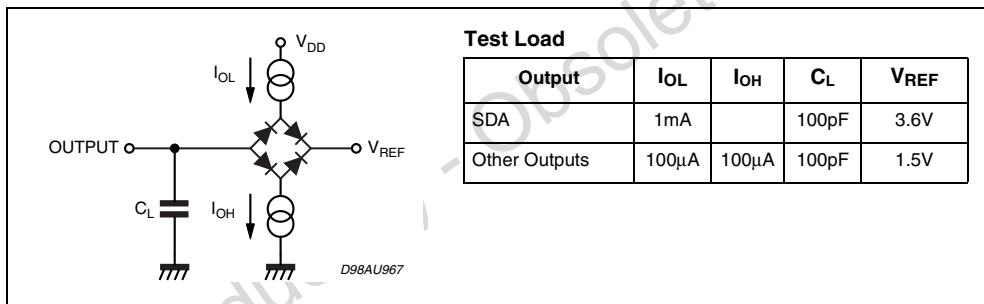 V_DD
I_OL
OUTPUT
V_REF
C_L
I_OH
D98AU967
Test Load
Output I_OL I_OH C_L V_REF
SDA 1mA 100pF 3.6V
Other Outputs 100μA 100μA 100pF 1.5V